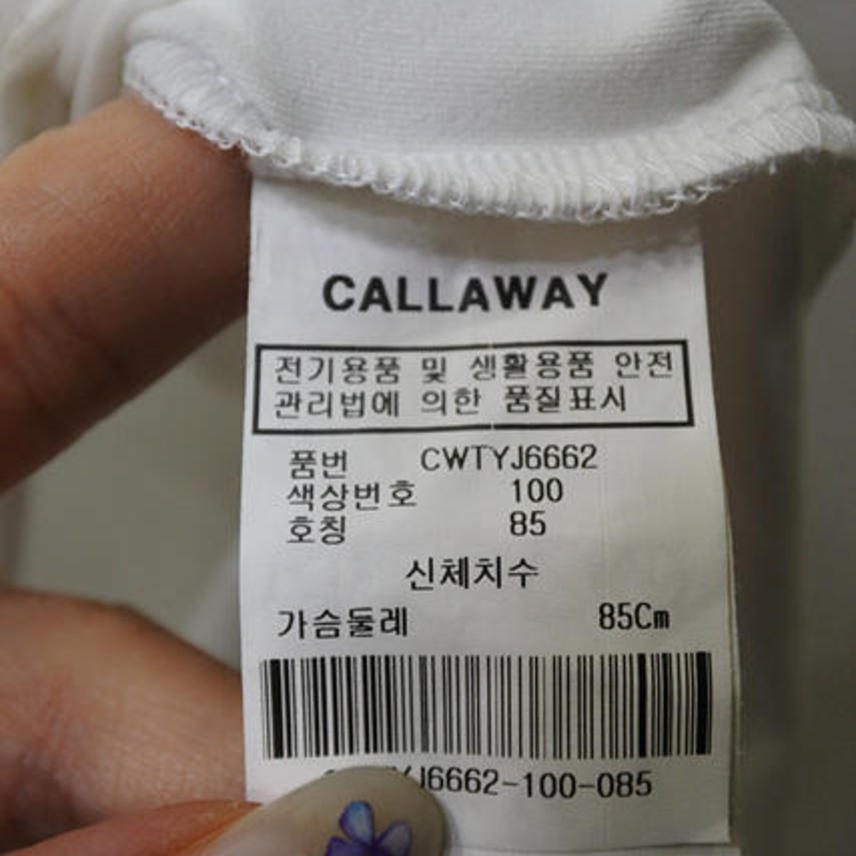 CALLAWAY
전기용품 및 생활용품 안전
관리법에 의한 품질표시
품번 CWTYJ6662
색상번호 100
호칭 85
신체치수
가슴둘레 85Cm
J6662-100-085